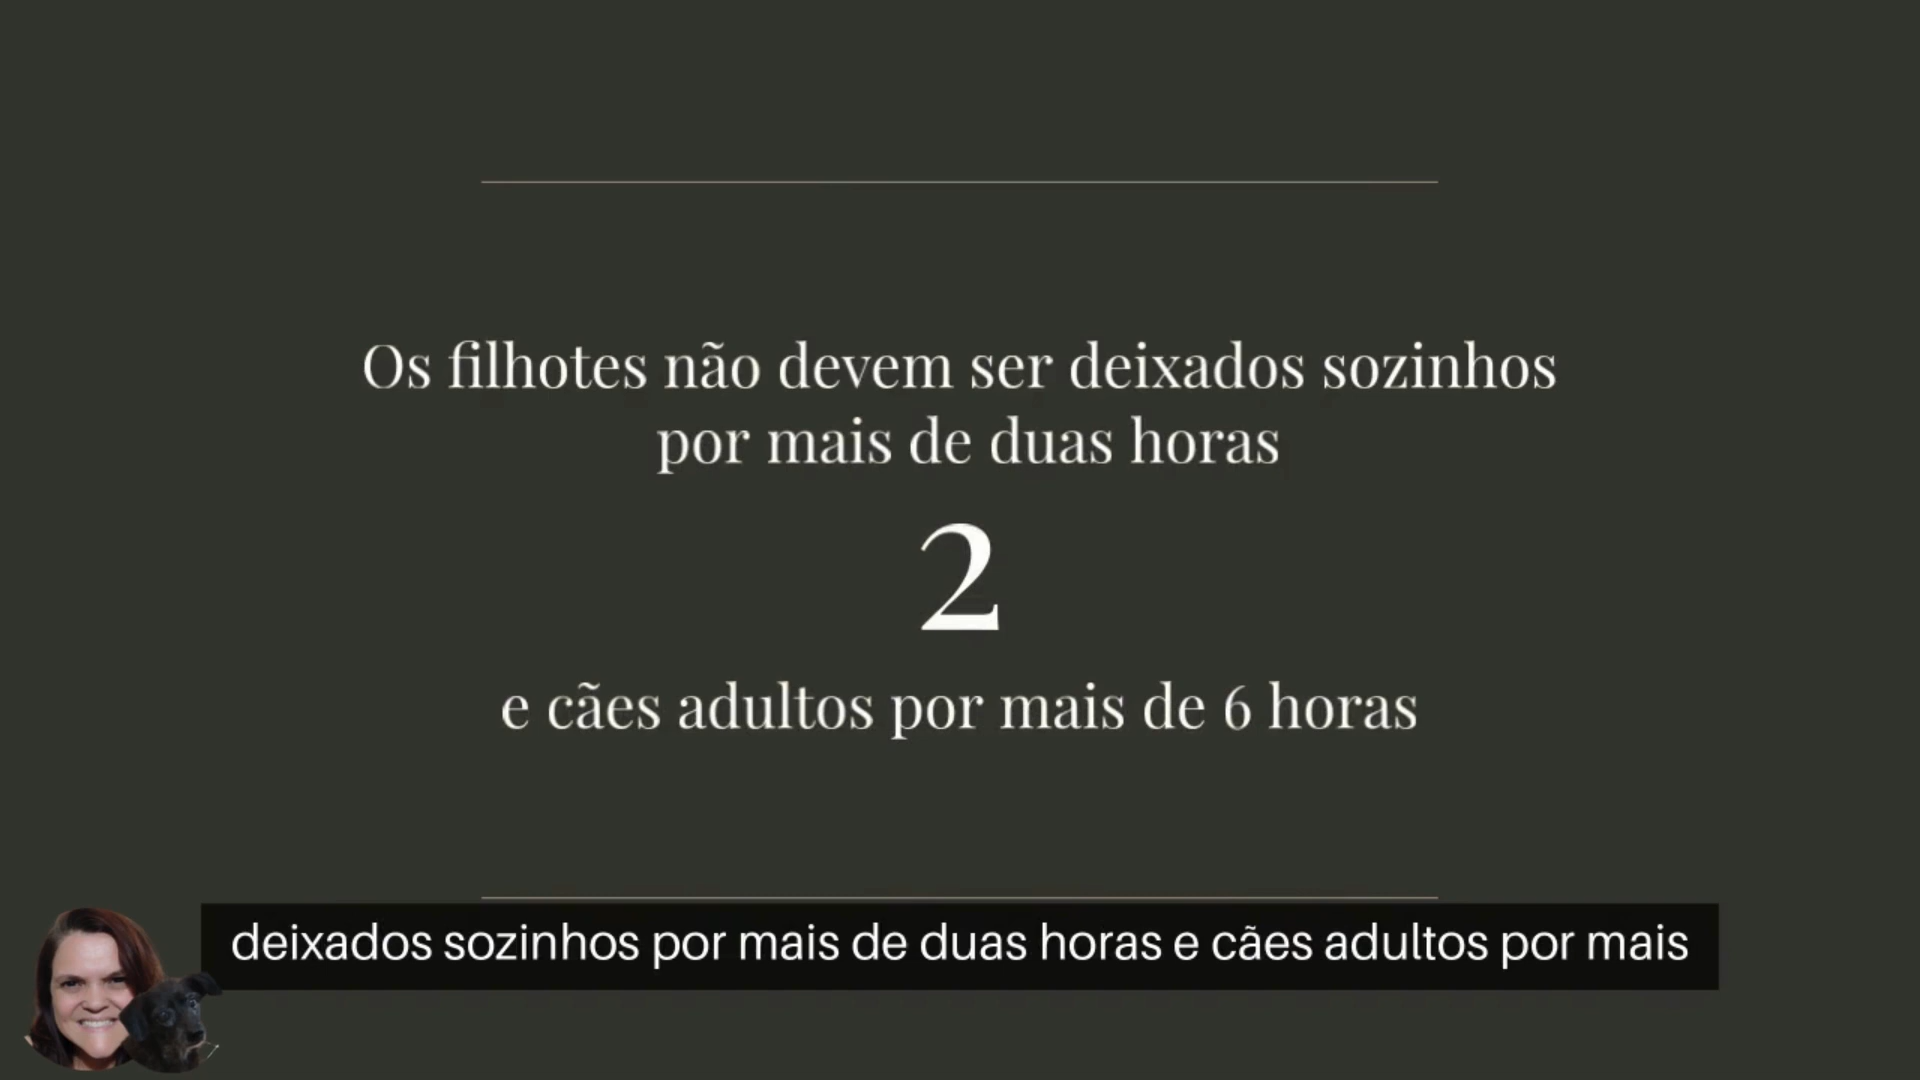 Os filhotes não devem ser deixados sozinhos
por mais de duas horas
2
e cães adultos por mais de 6 horas
deixados sozinhos por mais de duas horas e cães adultos por mais